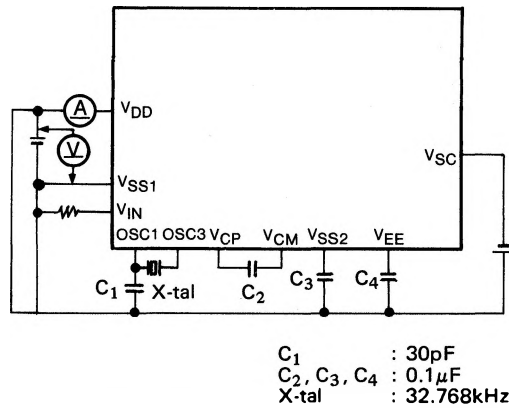 A
V
VDD
VSS1
VIN
OSC1 OSC3 VCP VCM VSS2 VEE
VSC
C1 X-tal C2 C3 C4
C1 : 30pF
C2, C3, C4 : 0.1μF
X-tal : 32.768kHz